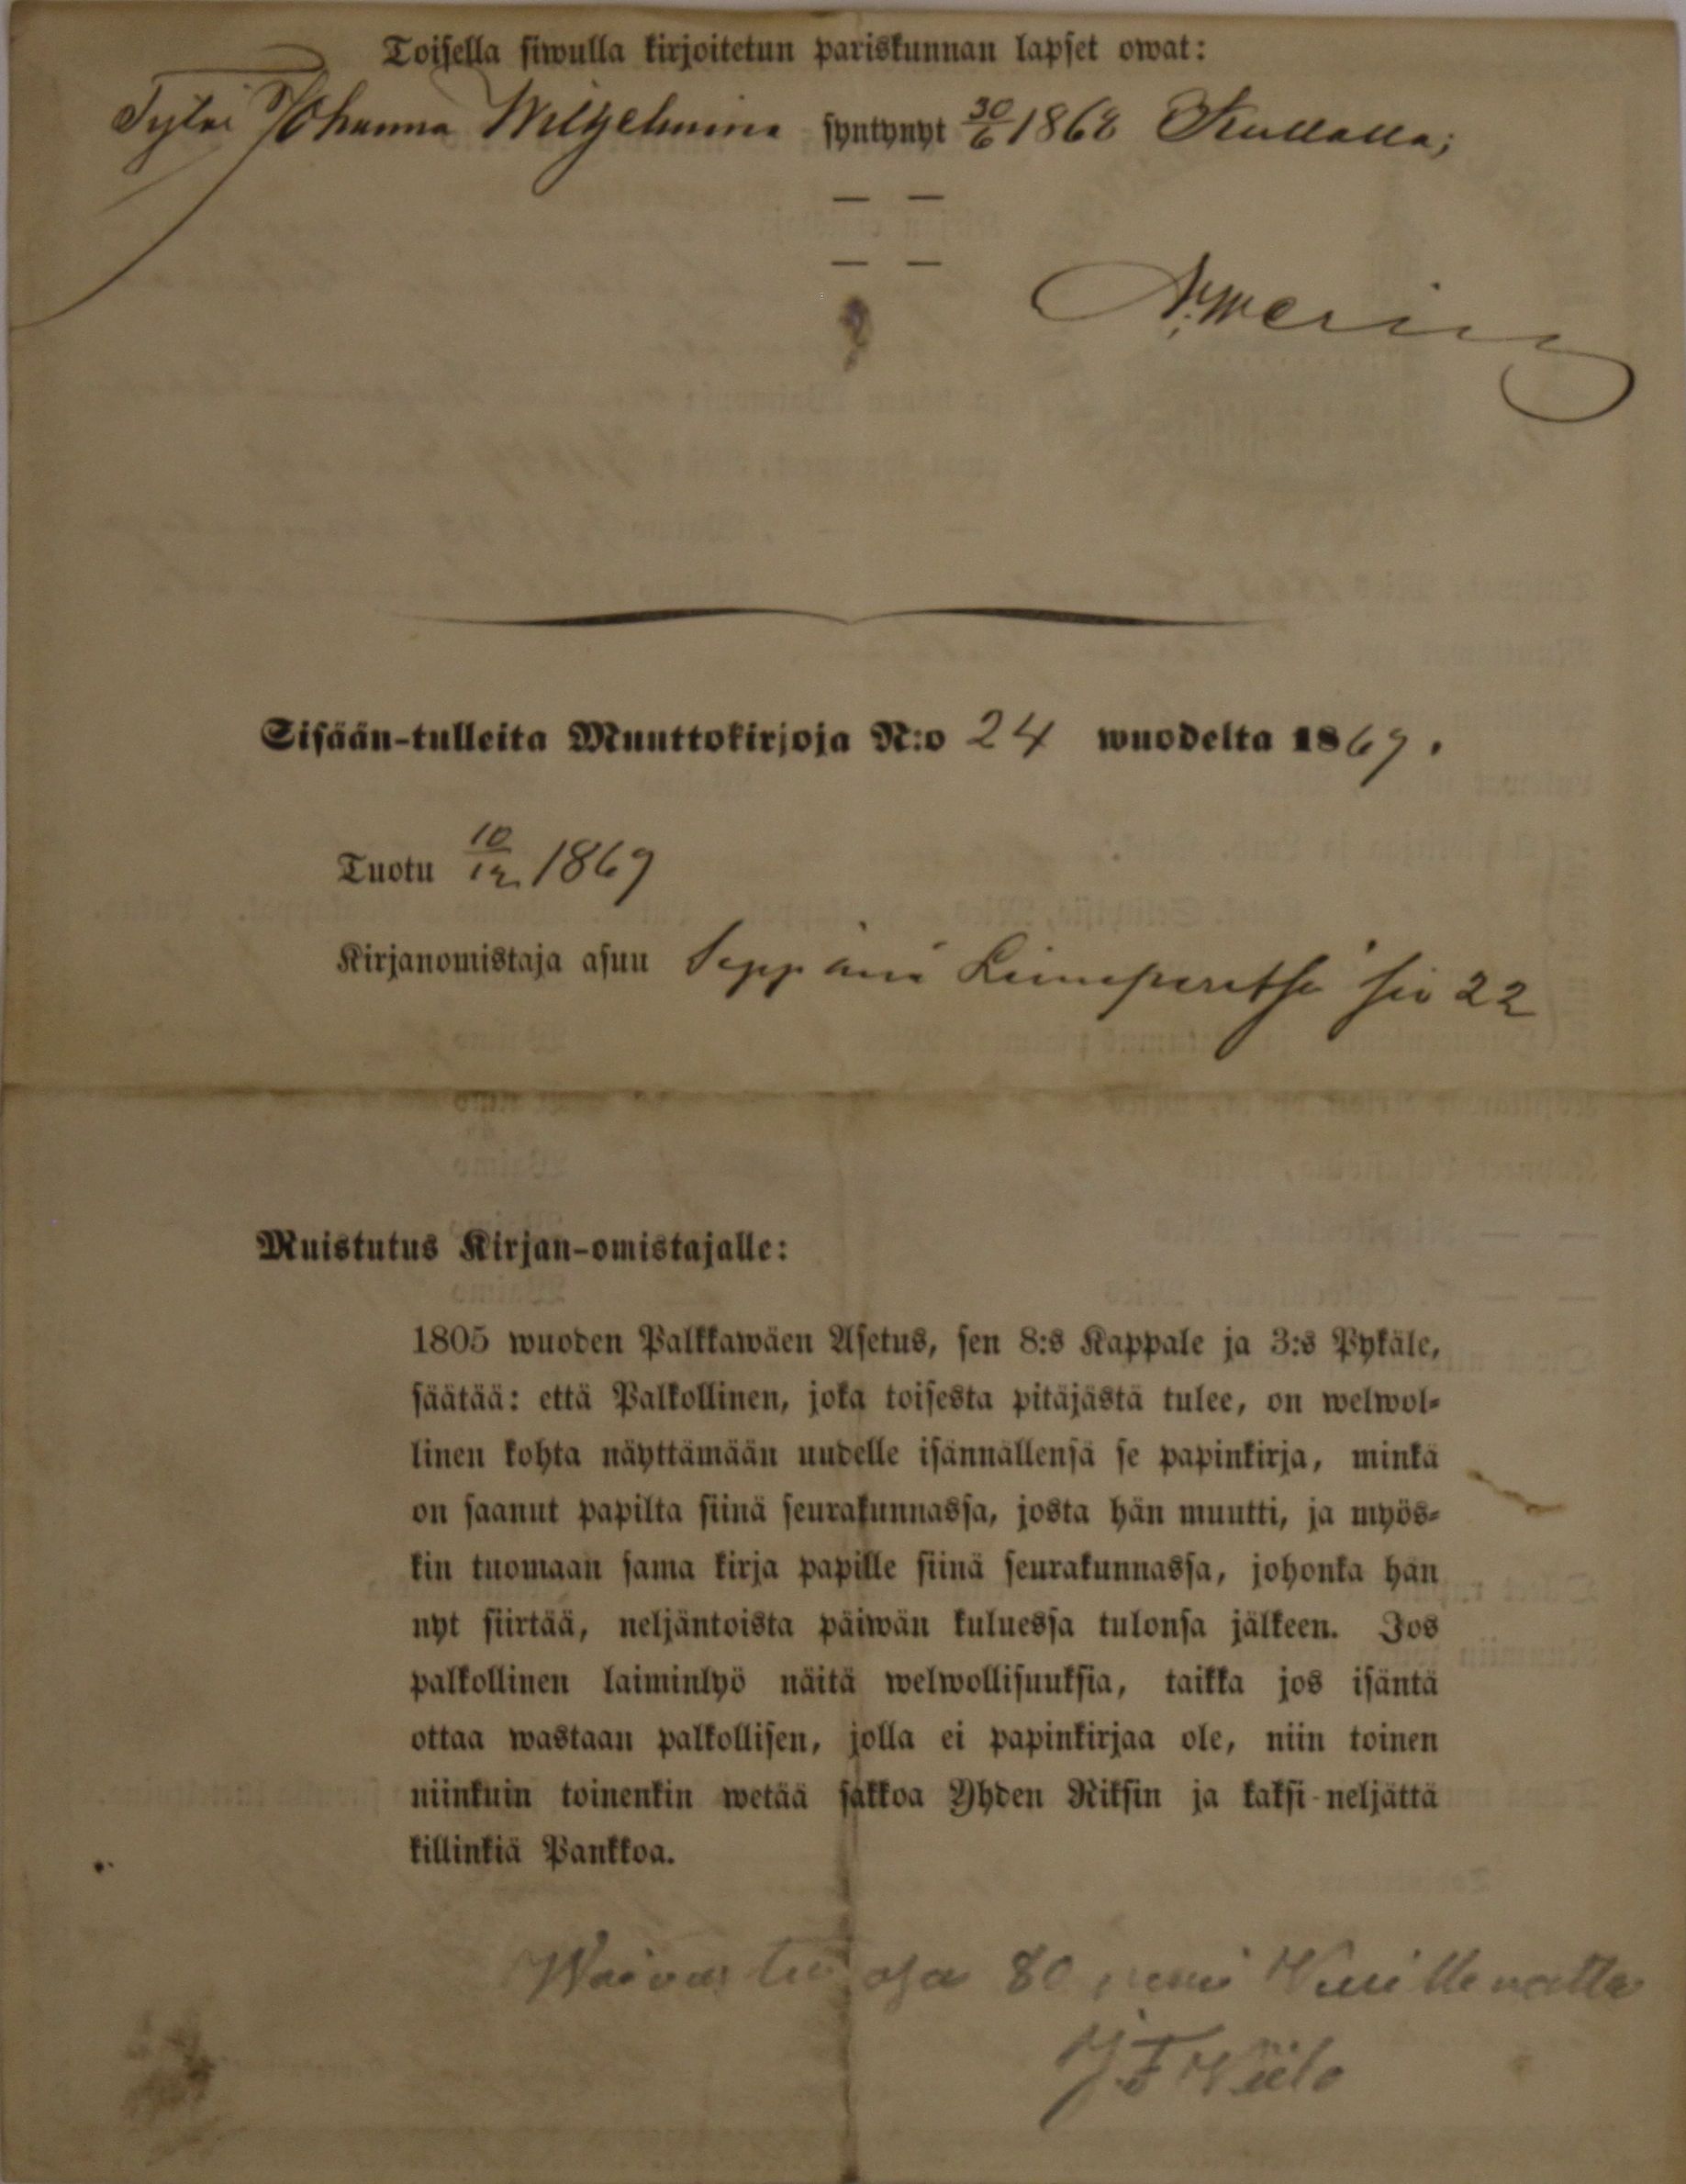 Toisella siwulla kirjoitetun pariskunnan lapset owat:
Tytär Johanna Wilhelmina syntynyt 30/6 1868 Kullalla;
— —
— —
Sisään-tulleita Muuttokirjoja N:o 24 wuodelta 1869.
Tuotu 10/12 1869
Kirjanomistaja asuu Leineperissä siw 22
Muistutus Kirjan-omistajalle:
1805 wuoden Palkkawäen Asetus, sen 8:s Kappale ja 3:s Pykäle,
säätää: että Palkollinen, joka toisesta pitäjästä tulee, on welwol-
linen kohta näyttämään uudelle isännällensä se papinkirja, minkä
on saanut papilta siinä seurakunnassa, josta hän muutti, ja myös-
kin tuomaan sama kirja papille siinä seurakunnassa, johonka hän
nyt siirtää, neljäntoista päiwän kuluessa tulonsa jälkeen. Jos
palkollinen laiminlyö näitä welwollisuuksia, taikka jos isäntä
ottaa wastaan palkollisen, jolla ei papinkirjaa ole, niin toinen
niinkuin toinenkin wetää sakkoa Yhden Riksin ja kaksi-neljättä
killinkiä Pankkoa.
80